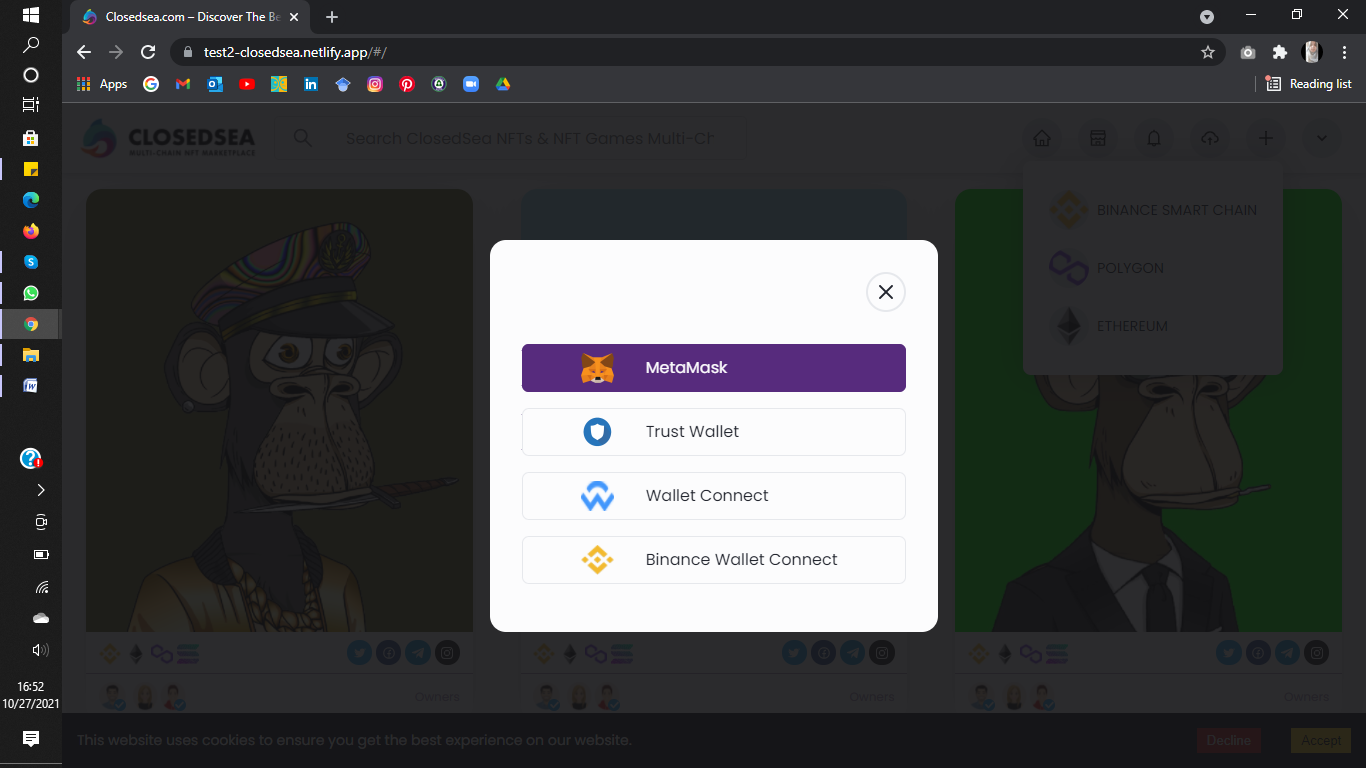 Closedsea.com – Discover The Be
test2-closedsea.netlify.app/#/
Apps
Reading list
CLOSEDSEA
MULTI-CHAIN NFT MARKETPLACE
Search ClosedSea NFTs & NFT Games Multi-Ch
BINANCE SMART CHAIN
POLYGON
ETHEREUM
MetaMask
Trust Wallet
Wallet Connect
Binance Wallet Connect
Owners
Owners
Owners
This website uses cookies to ensure you get the best experience on our website.
Decline
Accept
16:52
10/27/2021